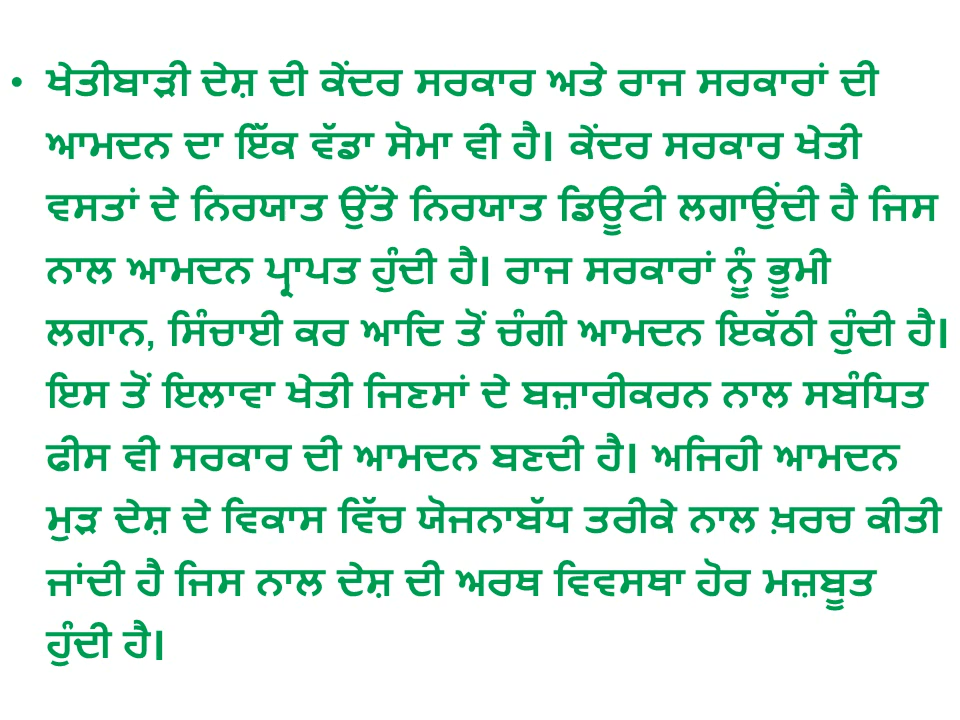 • ਖੇਤੀਬਾੜੀ ਦੇਸ਼ ਦੀ ਕੇਂਦਰ ਸਰਕਾਰ ਅਤੇ ਰਾਜ ਸਰਕਾਰਾਂ ਦੀ
ਆਮਦਨ ਦਾ ਇੱਕ ਵੱਡਾ ਸੋਮਾ ਵੀ ਹੈ। ਕੇਂਦਰ ਸਰਕਾਰ ਖੇਤੀ
ਵਸਤਾਂ ਦੇ ਨਿਰਯਾਤ ਉੱਤੇ ਨਿਰਯਾਤ ਡਿਊਟੀ ਲਗਾਉਂਦੀ ਹੈ ਜਿਸ
ਨਾਲ ਆਮਦਨ ਪ੍ਰਾਪਤ ਹੁੰਦੀ ਹੈ। ਰਾਜ ਸਰਕਾਰਾਂ ਨੂੰ ਭੂਮੀ
ਲਗਾਨ, ਸਿੰਚਾਈ ਕਰ ਆਦਿ ਤੋਂ ਚੰਗੀ ਆਮਦਨ ਇਕੱਠੀ ਹੁੰਦੀ ਹੈ।
ਇਸ ਤੋਂ ਇਲਾਵਾ ਖੇਤੀ ਜਿਣਸਾਂ ਦੇ ਬਜ਼ਾਰੀਕਰਨ ਨਾਲ ਸਬੰਧਿਤ
ਫੀਸ ਵੀ ਸਰਕਾਰ ਦੀ ਆਮਦਨ ਬਣਦੀ ਹੈ। ਅਜਿਹੀ ਆਮਦਨ
ਮੁੜ ਦੇਸ਼ ਦੇ ਵਿਕਾਸ ਵਿੱਚ ਯੋਜਨਾਬੱਧ ਤਰੀਕੇ ਨਾਲ ਖ਼ਰਚ ਕੀਤੀ
ਜਾਂਦੀ ਹੈ ਜਿਸ ਨਾਲ ਦੇਸ਼ ਦੀ ਅਰਥ ਵਿਵਸਥਾ ਹੋਰ ਮਜ਼ਬੂਤ
ਹੁੰਦੀ ਹੈ।